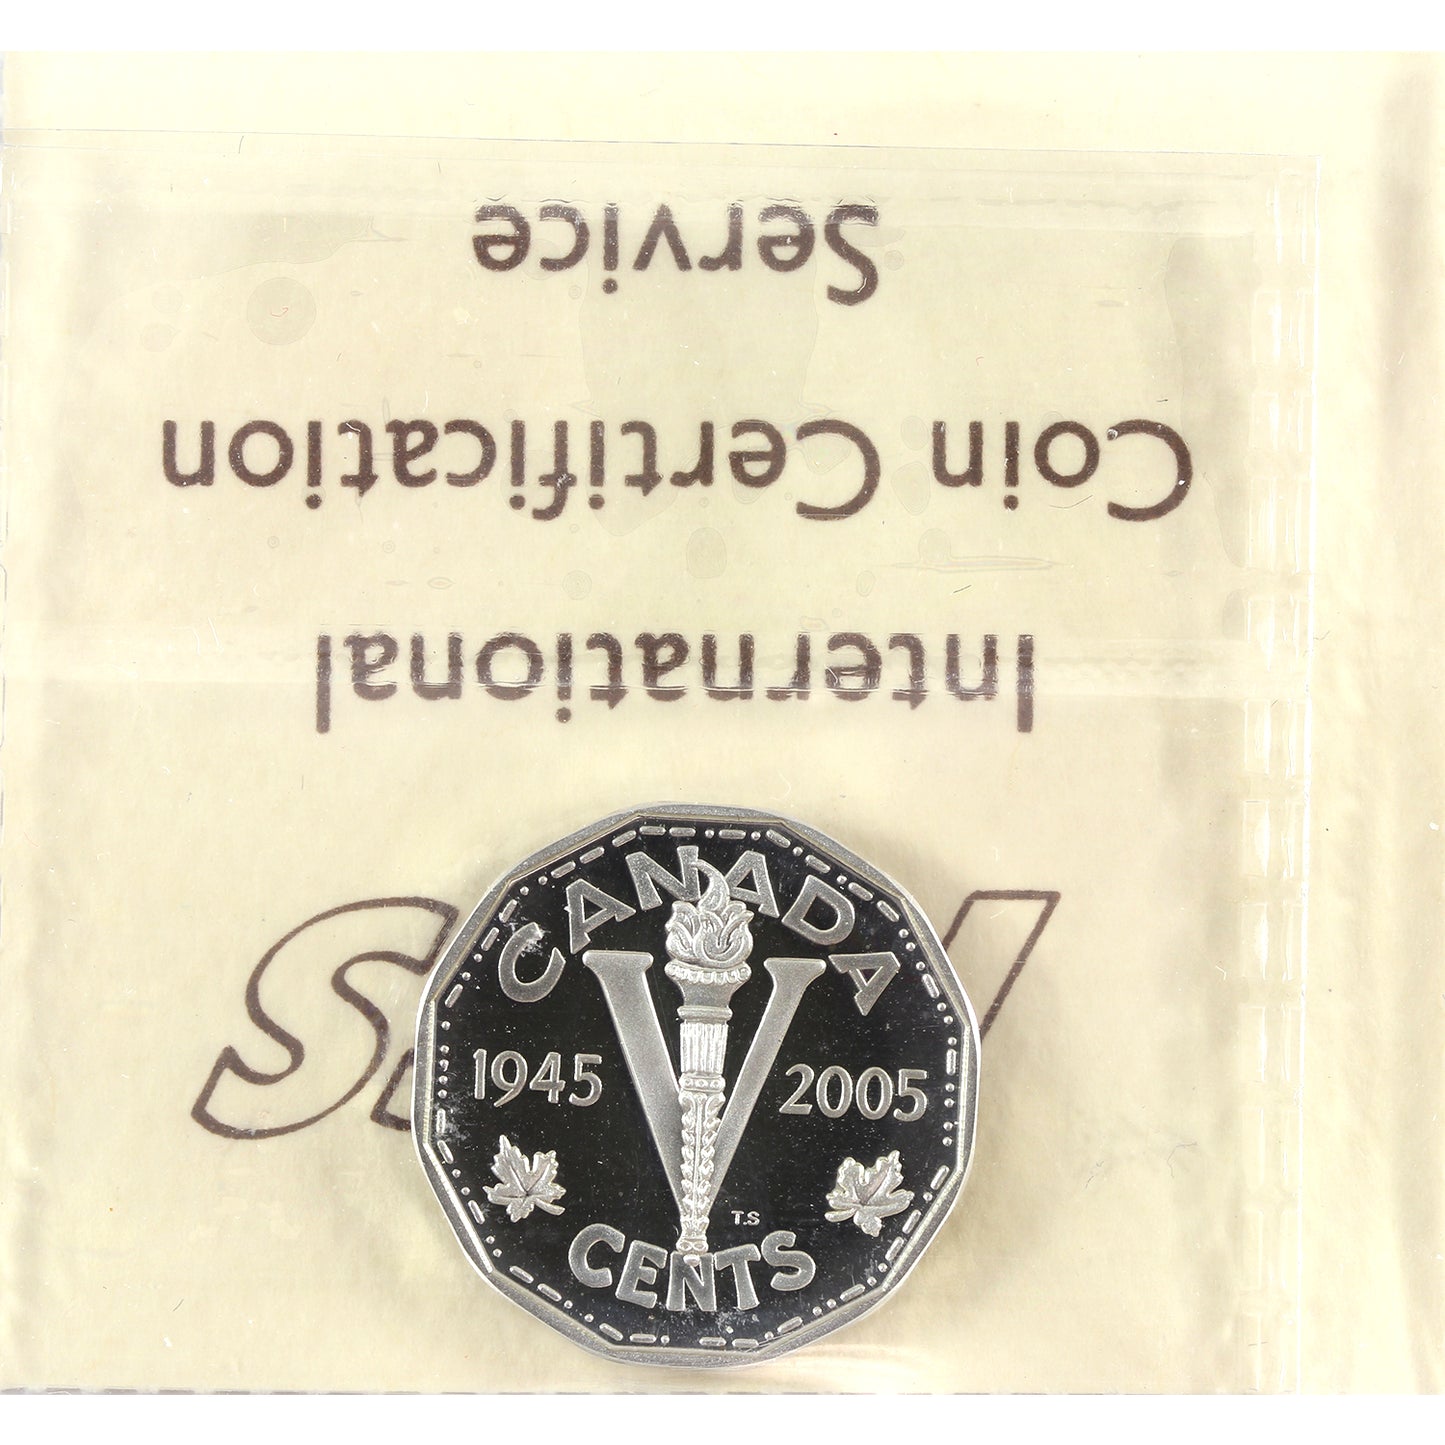 Service
Coin Certification
International
CANADA
1945 2005
T.S
CENTS